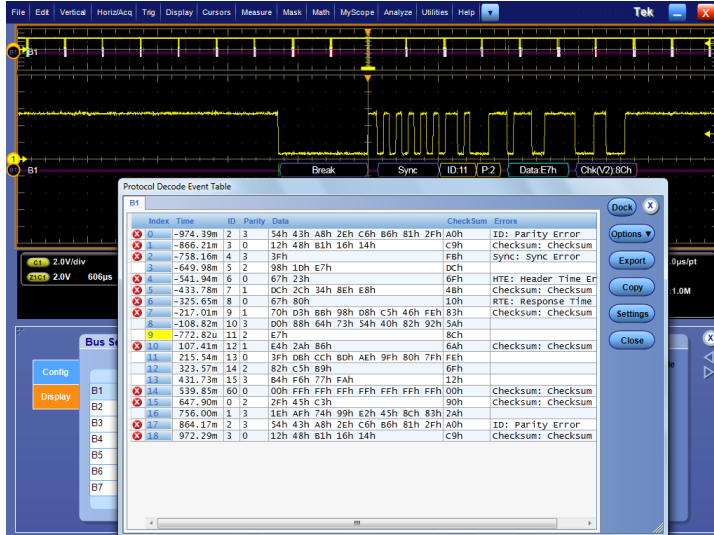 File Edit Vertical Horiz/Acq Trig Display Cursors Measure Mask Math MyScope Analyze Utilities Help Tek X
B1 B1
1
B1 B1 Break Sync ID:11 P:2 Data:E7h Chk(V2):8Ch
Protocol Decode Event Table
B1 Dock X
Index Time ID Parity Data CheckSum Errors
0 -974.39m 2 3 54h 43h A8h 2Eh C6h B6h 81h 2Fh A0h ID: Parity Error
1 -866.21m 3 0 12h 48h B1h 16h 14h C9h Checksum: Checksum
2 -758.16m 4 3 3Fh FBh Sync: Sync Error
3 -649.98m 5 2 98h 1Dh E7h DCh
4 -541.94m 6 0 67h 23h 6Fh HTE: Header Time Er
5 -433.78m 7 1 DCh 2Ch 34h 8Eh E8h 4Bh Checksum: Checksum
6 -325.65m 8 0 67h 80h 10h RTE: Response Time
7 -217.01m 9 1 70h D3h BBh 98h D8h C5h 46h FEh 83h Checksum: Checksum
8 -108.82m 10 3 D0h 88h 64h 73h 54h 40h 82h 92h 5Ah
9 -772.82u 11 2 E7h 8Ch
10 107.41m 12 1 E4h 2Ah 86h 6Ah Checksum: Checksum
11 215.54m 13 0 3Fh DBh CCh BDh AEh 9Fh 80h 7Fh FEh
12 323.57m 14 2 82h C5h B9h 6Fh
13 431.73m 15 3 B4h F6h 77h FAh 12h
14 539.85m 60 0 00h FFh FFh FFh FFh FFh FFh FFh 00h Checksum: Checksum
15 647.90m 0 2 2Fh 45h C3h 90h Checksum: Checksum
16 756.00m 1 3 1Eh AFh 74h 99h E2h 45h 8Ch 83h 2Ah
17 864.17m 2 3 54h 43h A8h 2Eh C6h B6h 81h 2Fh A0h ID: Parity Error
18 972.29m 3 0 12h 48h B1h 16h 14h C9h Checksum: Checksum
Options ▼
Export
Copy
Settings
Close
C1 2.0V/div .0µs/pt
Z1C1 2.0V 606µs :1.0M
Bus Se X
Config
Display
B1
B2
B3
B4
B5
B6
B7